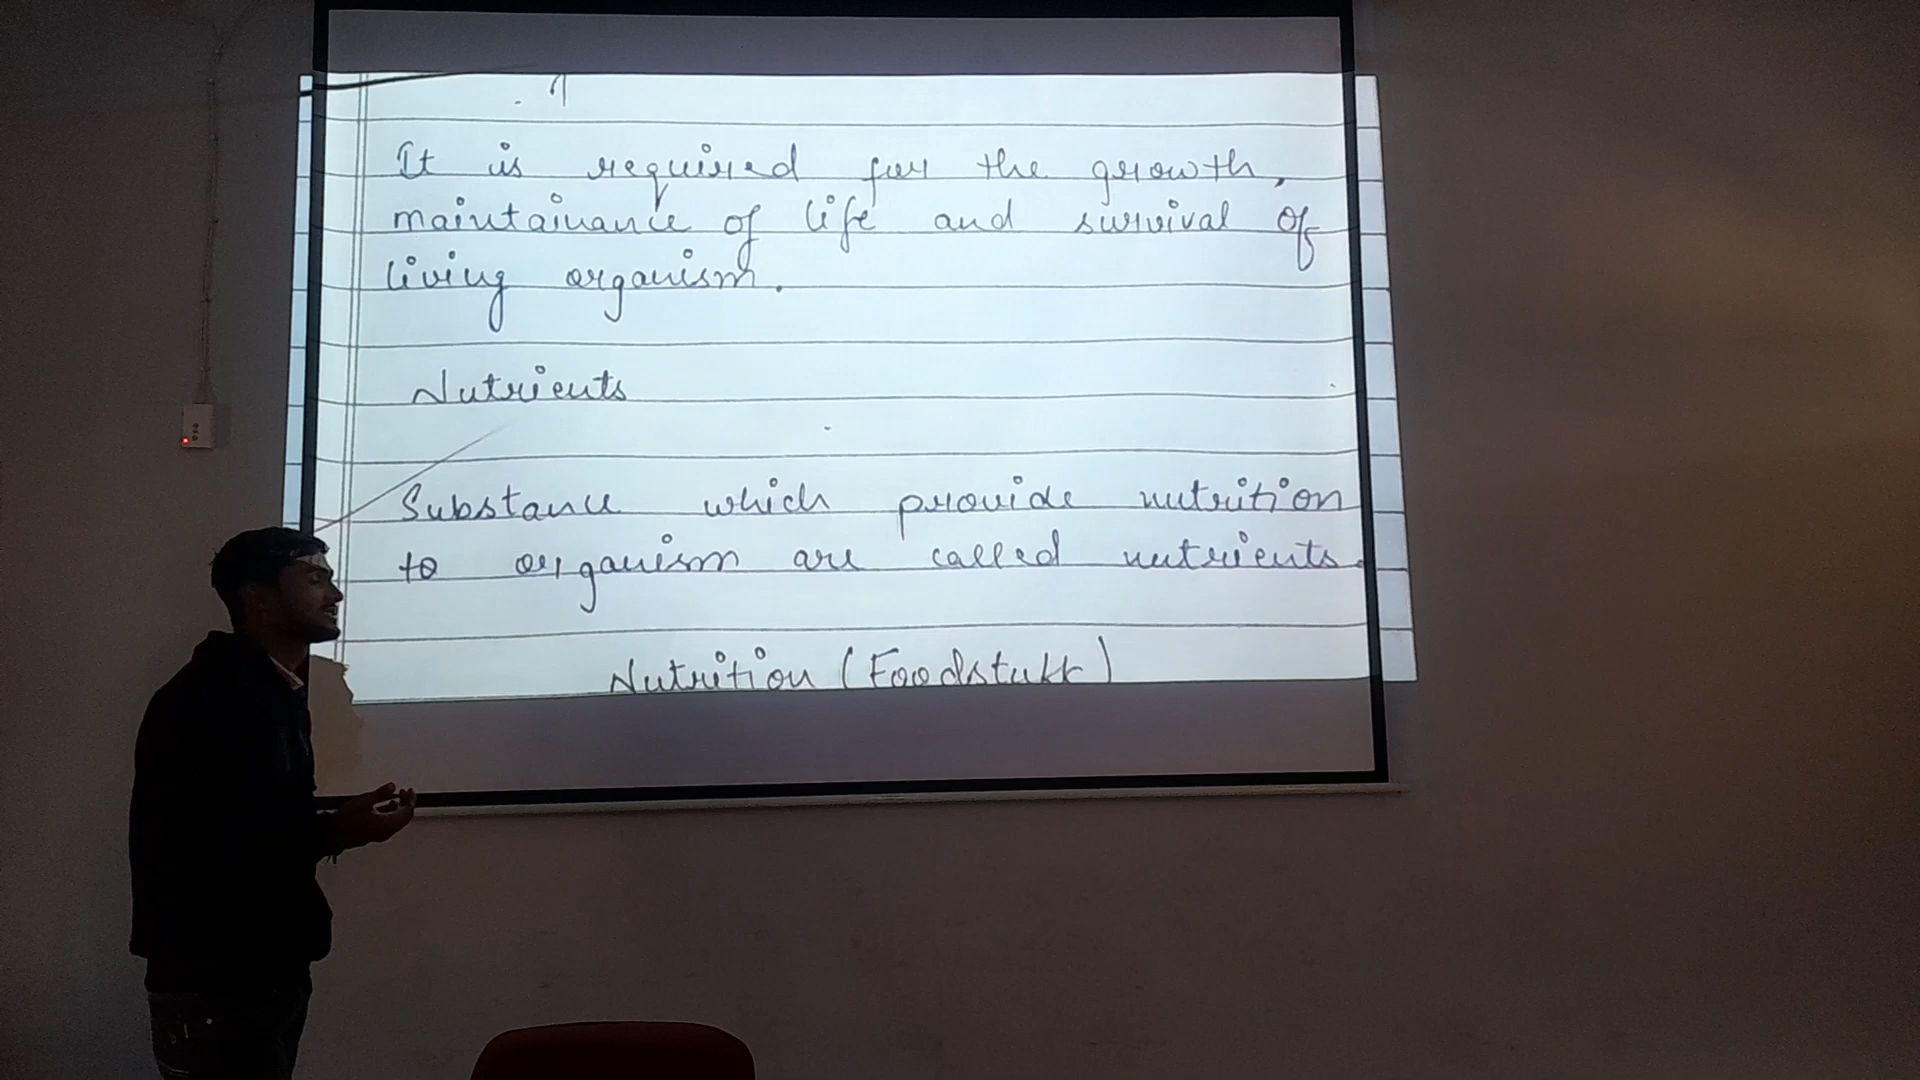 It is required for the growth,
maintainance of life and survival of
living organism.
Nutrients
Substance which provide nutrition
to organism are called nutrients.
Nutrition (Foodstuff)